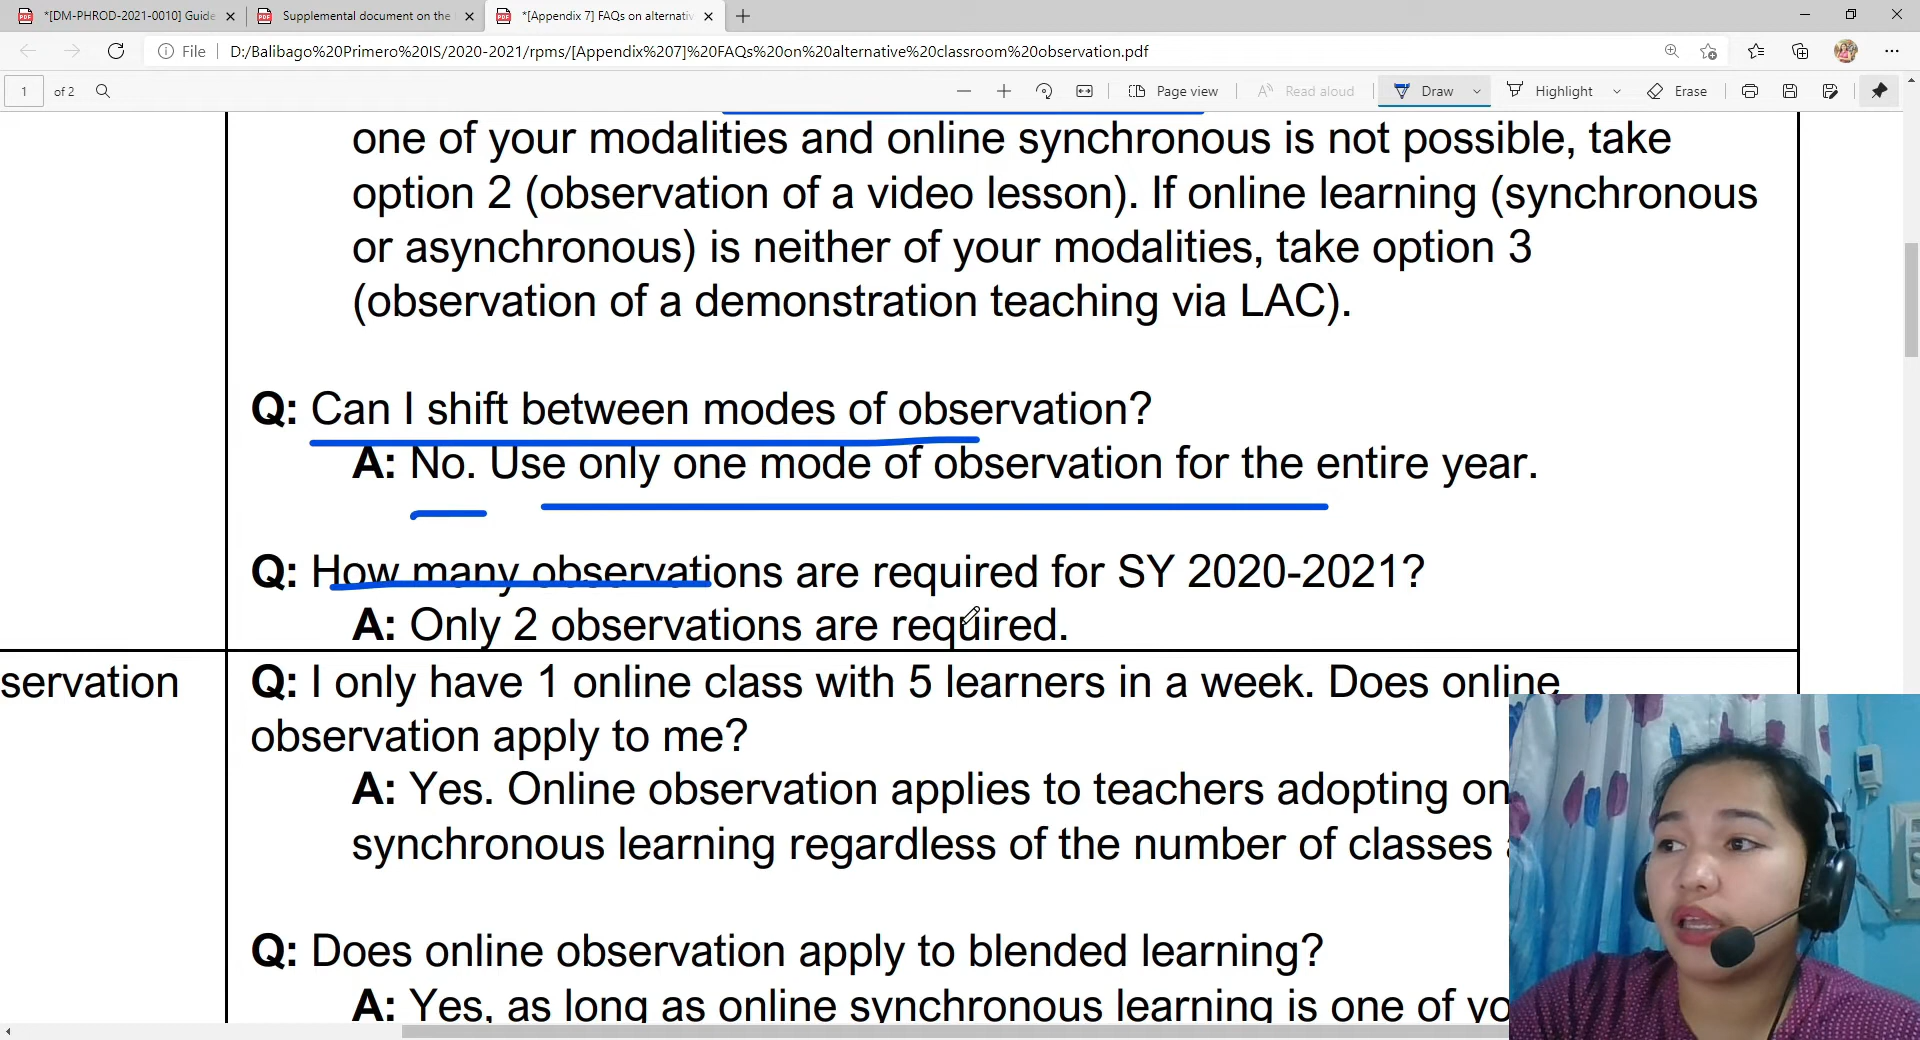 *[DM-PHROD-2021-0010] Guide
Supplemental document on the
*[Appendix 7] FAQs on alternativ
File
D:/Balibago%20Primero%20IS/2020-2021/rpms/[Appendix%207]%20FAQs%20on%20alternative%20classroom%20observation.pdf
1 of 2
Page view
Read aloud
Draw
Highlight
Erase
one of your modalities and online synchronous is not possible, take
option 2 (observation of a video lesson). If online learning (synchronous
or asynchronous) is neither of your modalities, take option 3
(observation of a demonstration teaching via LAC).
Q: Can I shift between modes of observation?
A: No. Use only one mode of observation for the entire year.
Q: How many observations are required for SY 2020-2021?
A: Only 2 observations are required.
servation
Q: I only have 1 online class with 5 learners in a week. Does online
observation apply to me?
A: Yes. Online observation applies to teachers adopting on
synchronous learning regardless of the number of classes
Q: Does online observation apply to blended learning?
A: Yes, as long as online synchronous learning is one of yo